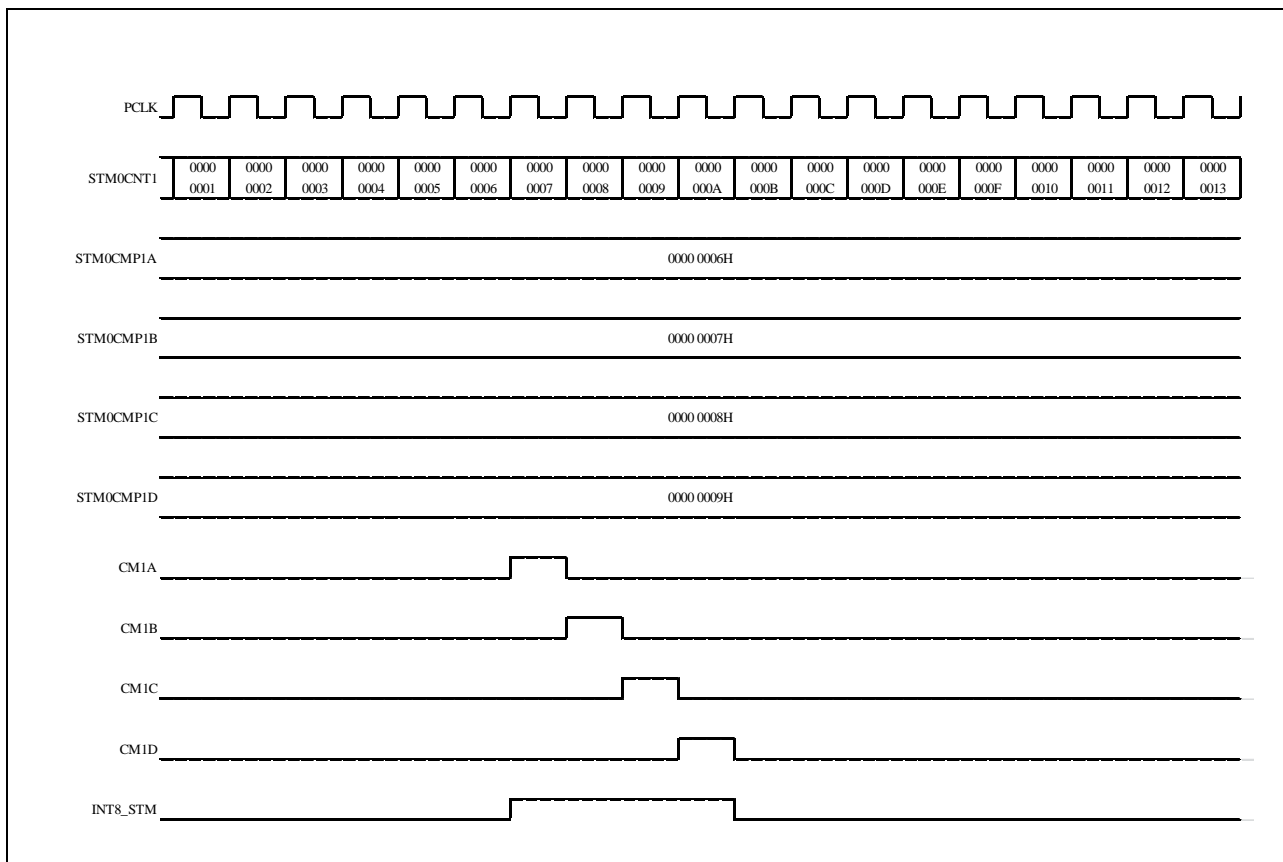 PCLK
STM0CNT1
0000 0000 0000 0000 0000 0000 0000 0000 0000 0000 0000 0000 0000 0000 0000 0000 0000 0000 0000
0001 0002 0003 0004 0005 0006 0007 0008 0009 000A 000B 000C 000D 000E 000F 0010 0011 0012 0013
STM0CMP1A 0000 0006H
STM0CMP1B 0000 0007H
STM0CMP1C 0000 0008H
STM0CMP1D 0000 0009H
CM1A
CM1B
CM1C
CM1D
INT8_STM